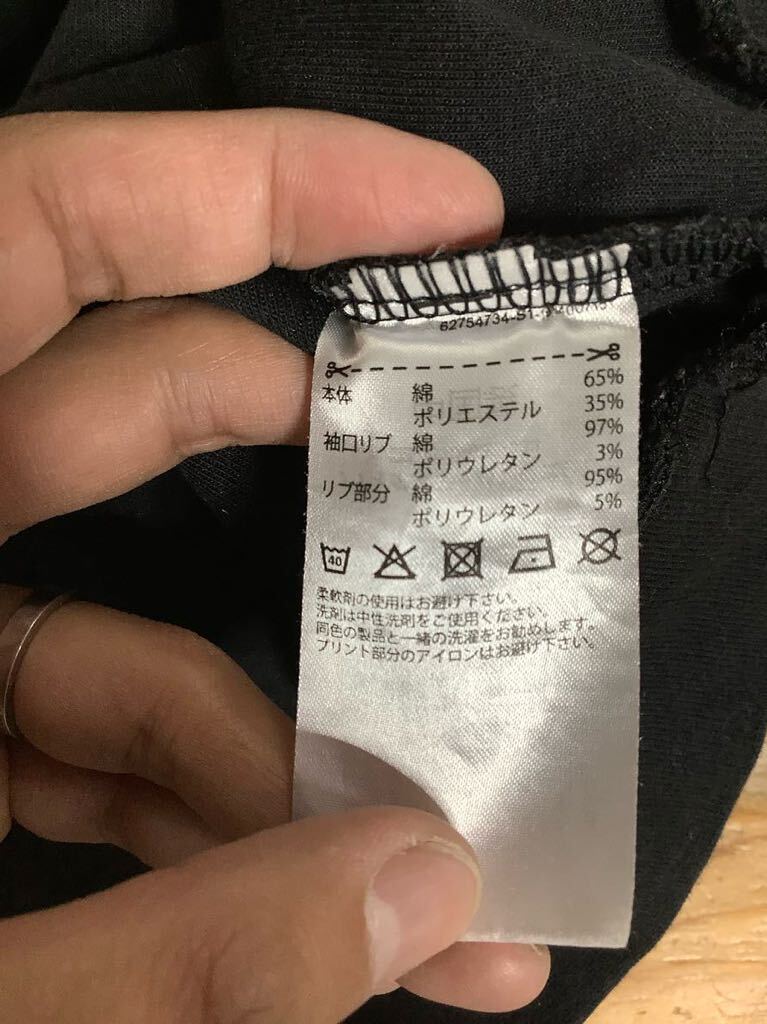 本体 綿 65%
ポリエステル 35%
袖口リブ 綿 97%
ポリウレタン 3%
リブ部分 綿 95%
ポリウレタン 5%
40
柔軟剤の使用はお避け下さい。
洗剤は中性洗剤をご使用ください。
同色の製品と一緒の洗濯をお勧めします。
プリント部分のアイロンはお避け下さい。